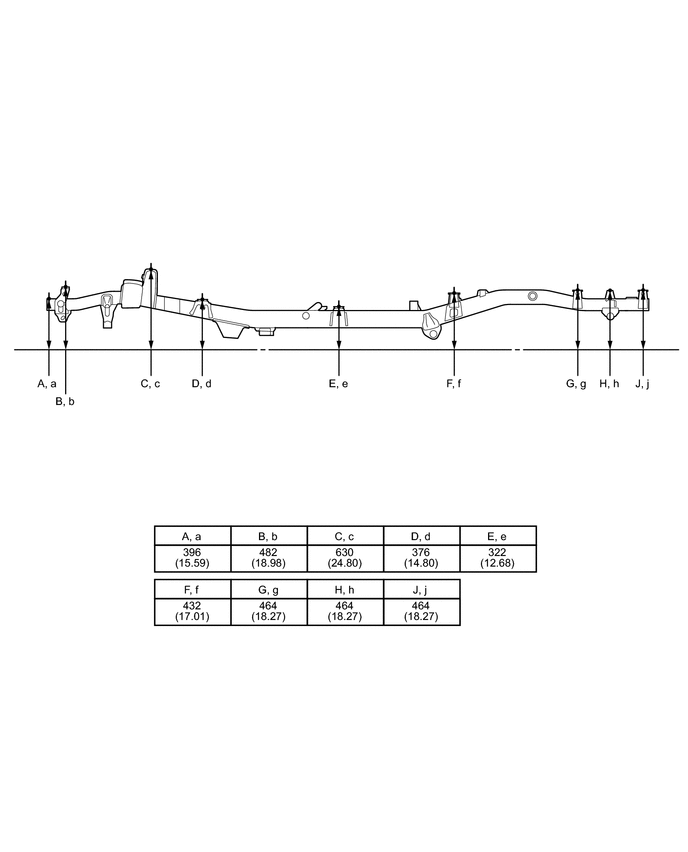 A, a
C, c
D, d
E, e
F, f
G, g
H, h
J, j
B, b
A, a B, b C, c D, d E, e
396 482 630 376 322
(15.59) (18.98) (24.80) (14.80) (12.68)
F, f G, g H, h J, j
432 464 464 464
(17.01) (18.27) (18.27) (18.27)